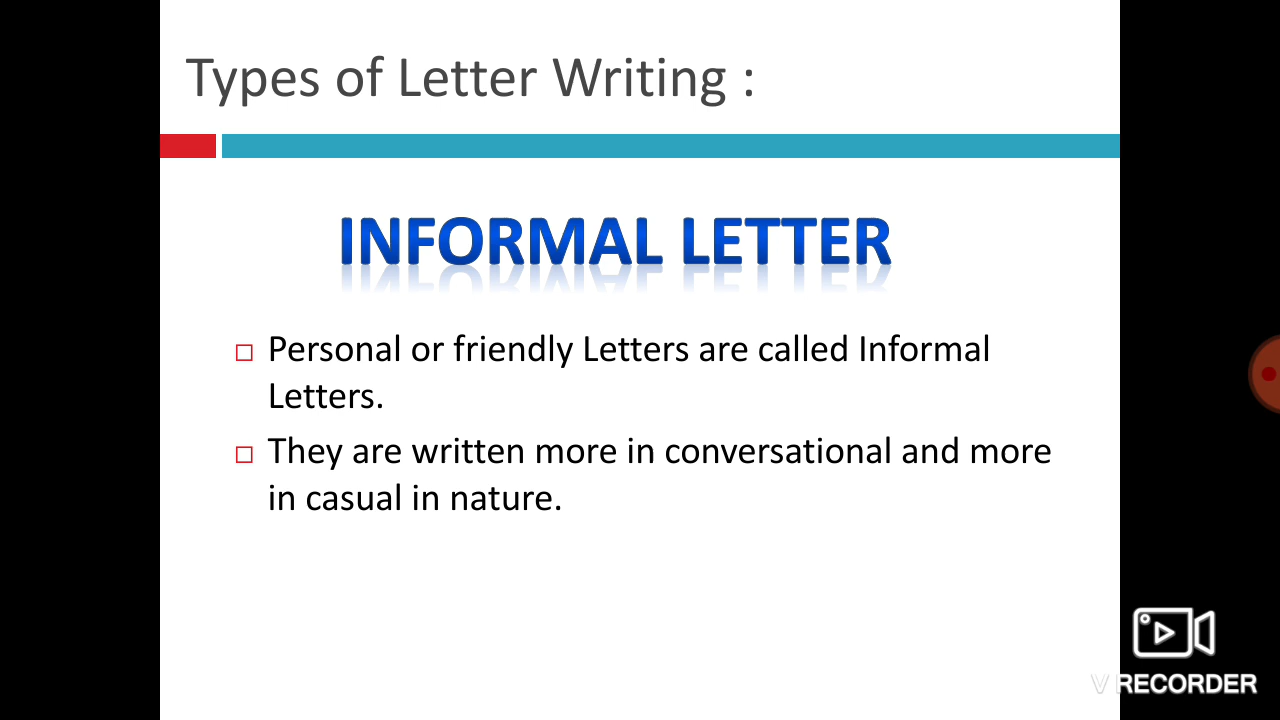 Types of Letter Writing :
INFORMAL LETTER
Personal or friendly Letters are called Informal
Letters.
They are written more in conversational and more
in casual in nature.
V RECORDER